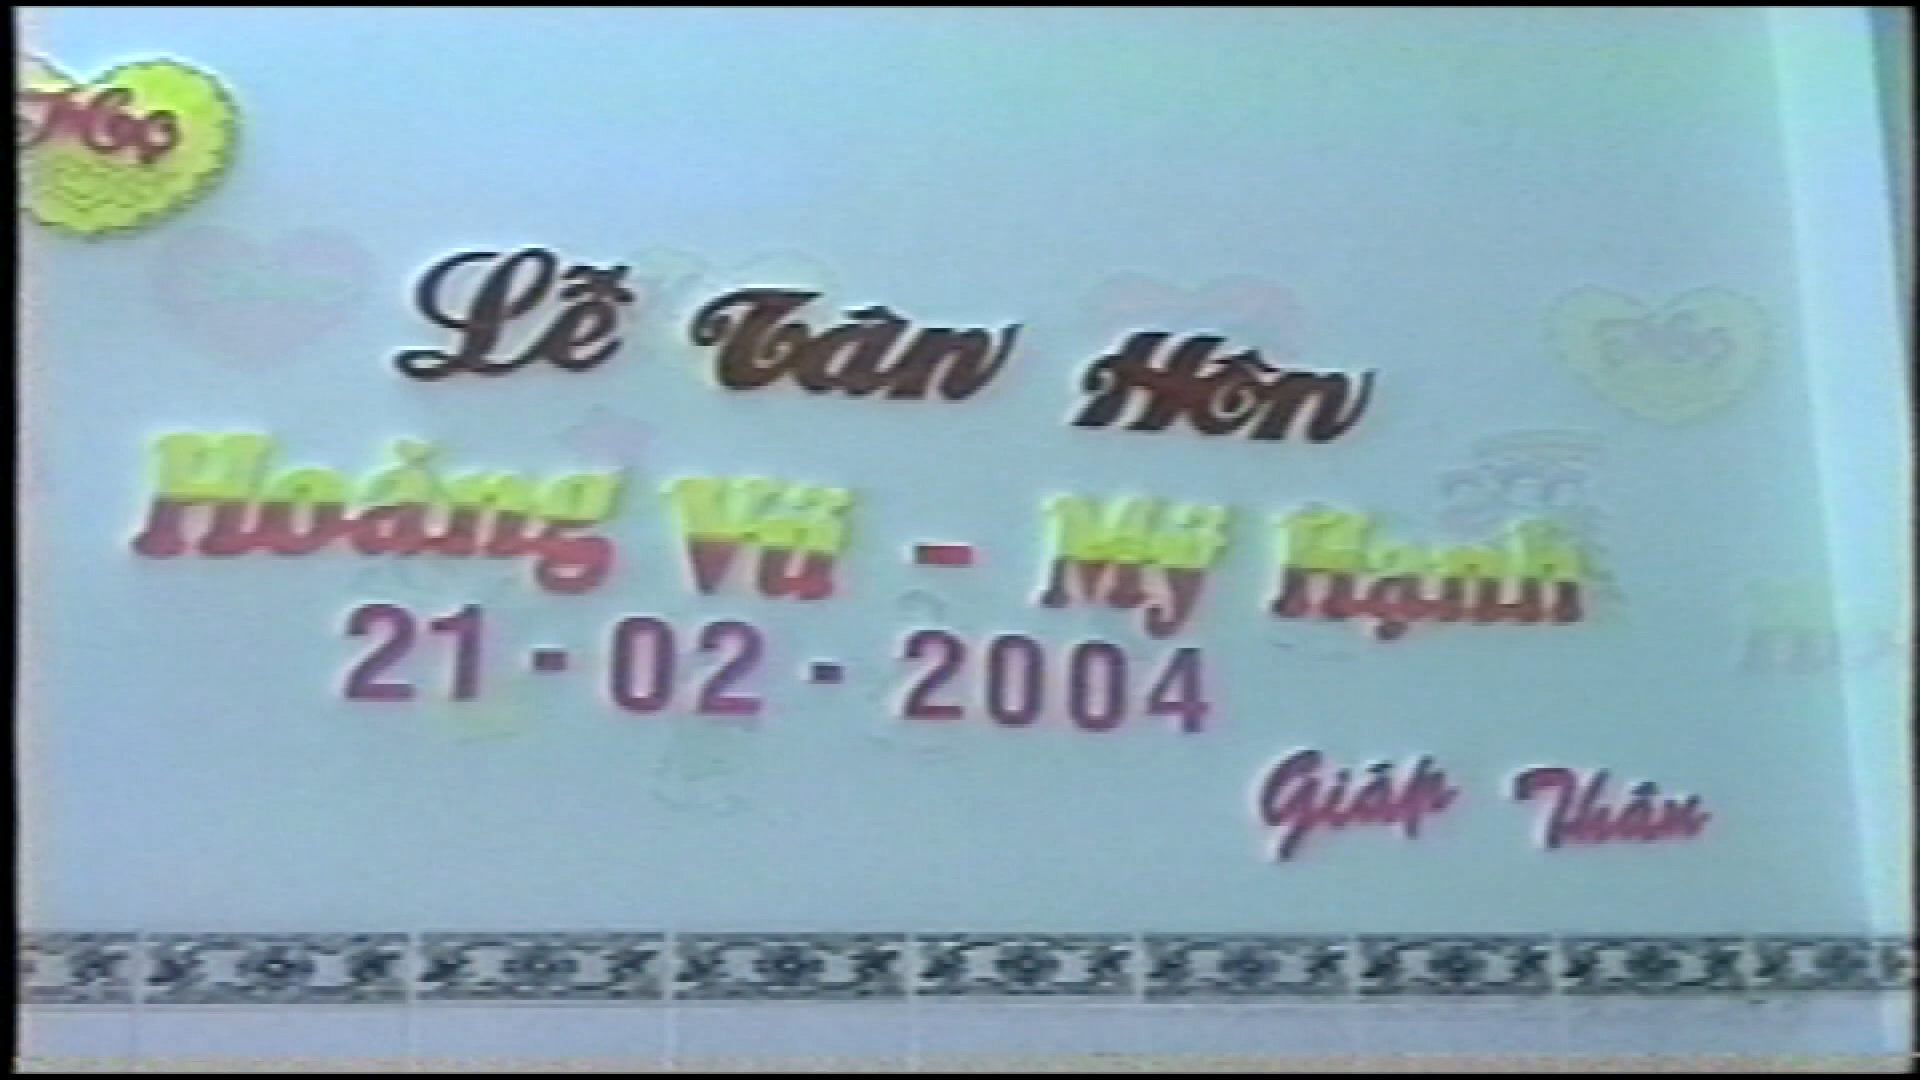 Lễ Tân Hôn
Hoàng Vũ - Mỹ Hạnh
21-02-2004
Giáp Thân